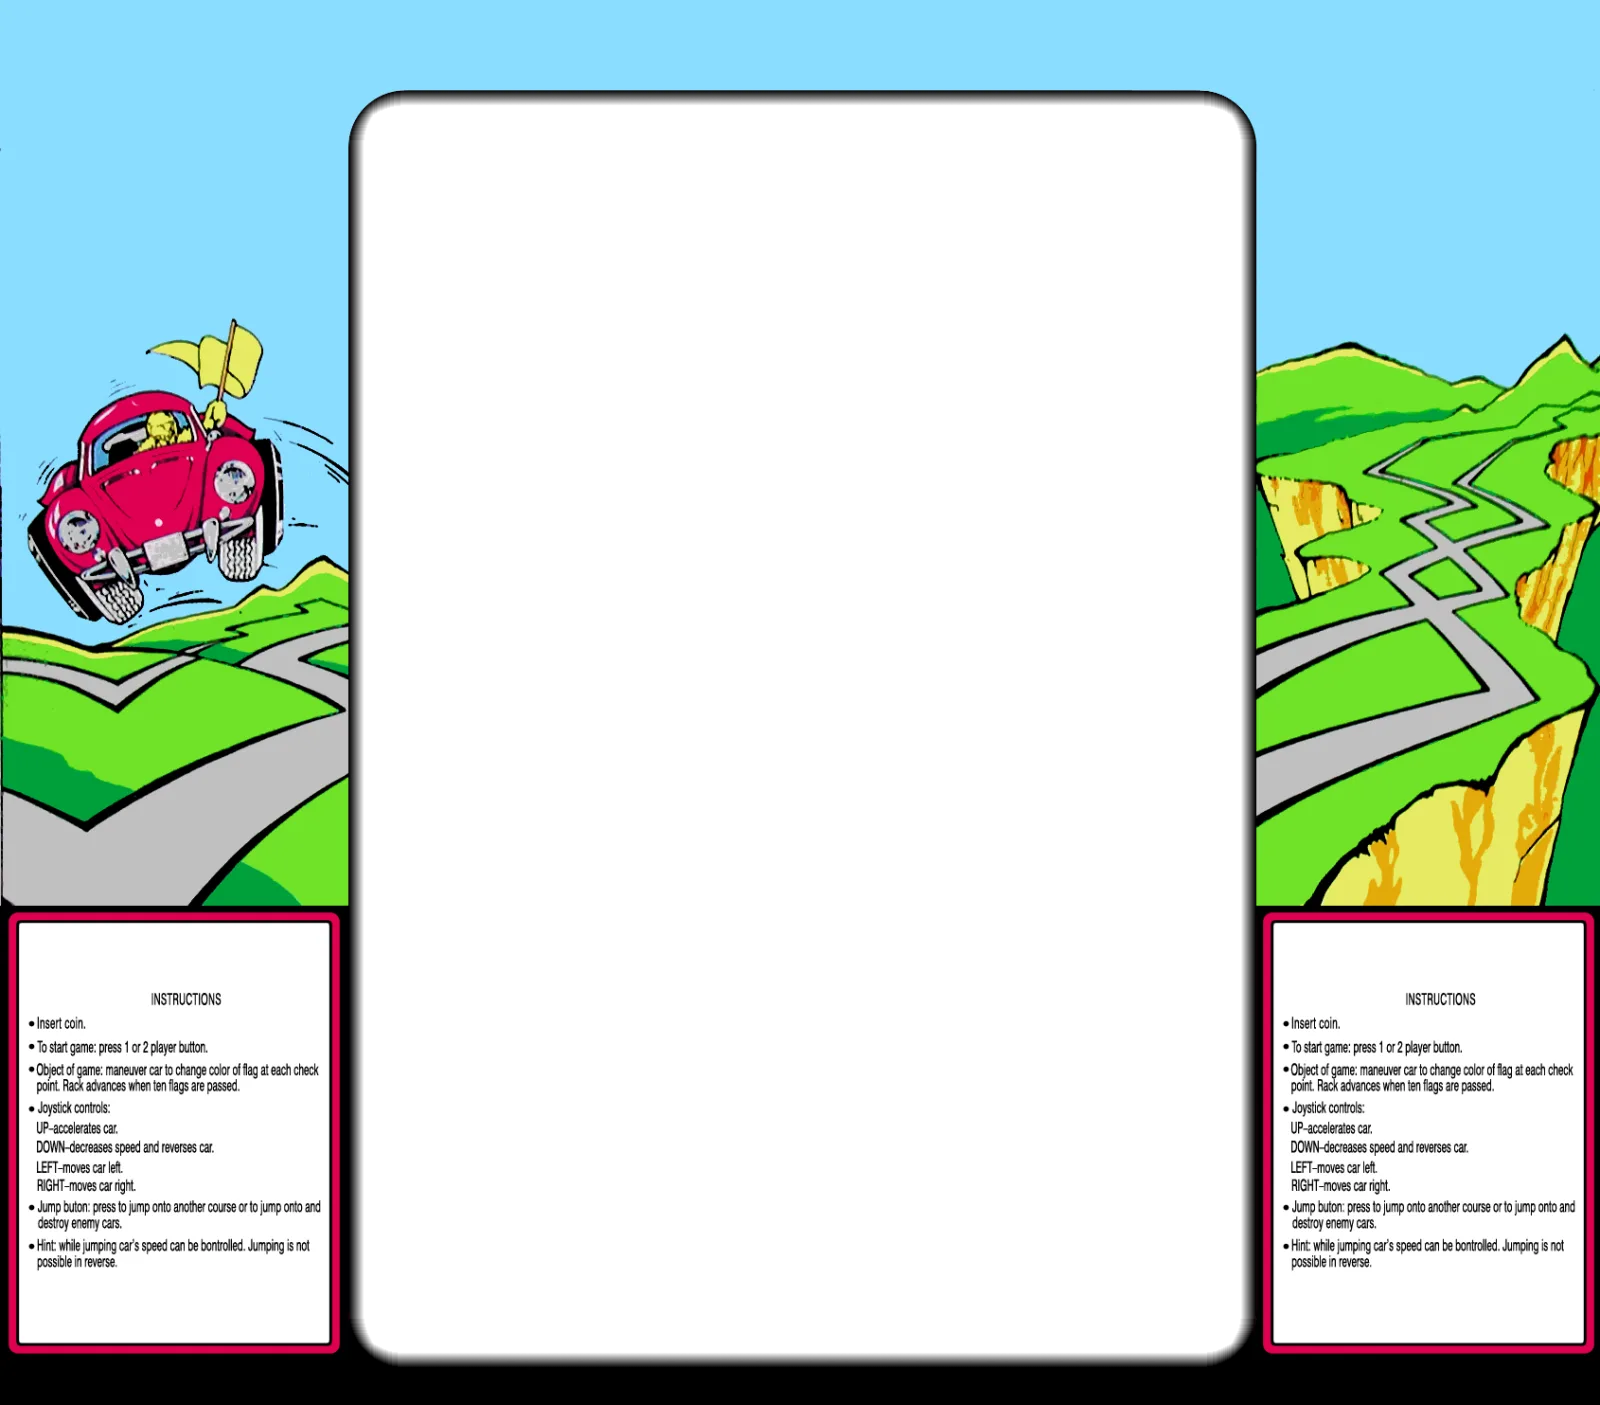 INSTRUCTIONS
• Insert coin.
• To start game: press 1 or 2 player button.
• Object of game: maneuver car to change color of flag at each check
point. Rack advances when ten flags are passed.
• Joystick controls:
UP–accelerates car.
DOWN–decreases speed and reverses car.
LEFT–moves car left.
RIGHT–moves car right.
• Jump buton: press to jump onto another course or to jump onto and
destroy enemy cars.
• Hint: while jumping car's speed can be bontrolled. Jumping is not
possible in reverse.
INSTRUCTIONS
• Insert coin.
• To start game: press 1 or 2 player button.
• Object of game: maneuver car to change color of flag at each check
point. Rack advances when ten flags are passed.
• Joystick controls:
UP–accelerates car.
DOWN–decreases speed and reverses car.
LEFT–moves car left.
RIGHT–moves car right.
• Jump buton: press to jump onto another course or to jump onto and
destroy enemy cars.
• Hint: while jumping car's speed can be bontrolled. Jumping is not
possible in reverse.